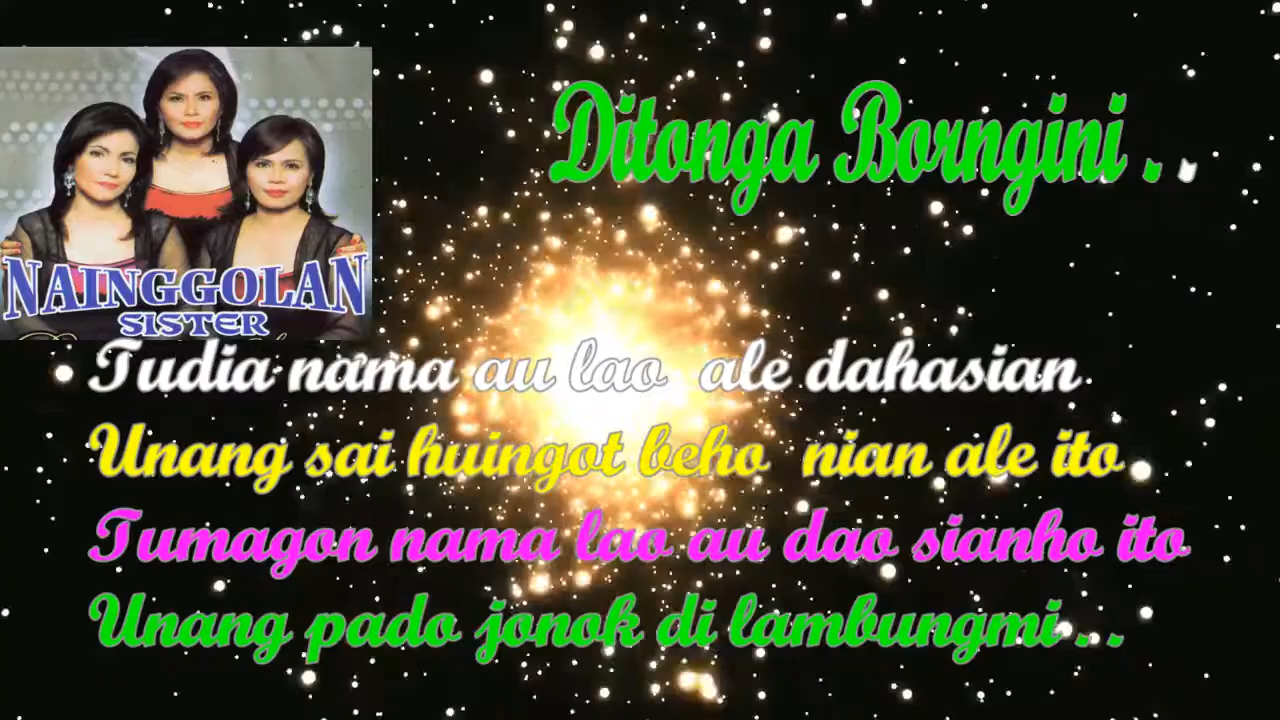 Ditonga Borngini . .
NAINGGOLAN
SISTER
Tudia nama au lao ale dahasian
Unang sai huingot beho nian ale ito
Tumagon nama lao au dao sianho ito
Unang pado jonok di lambungmi . .